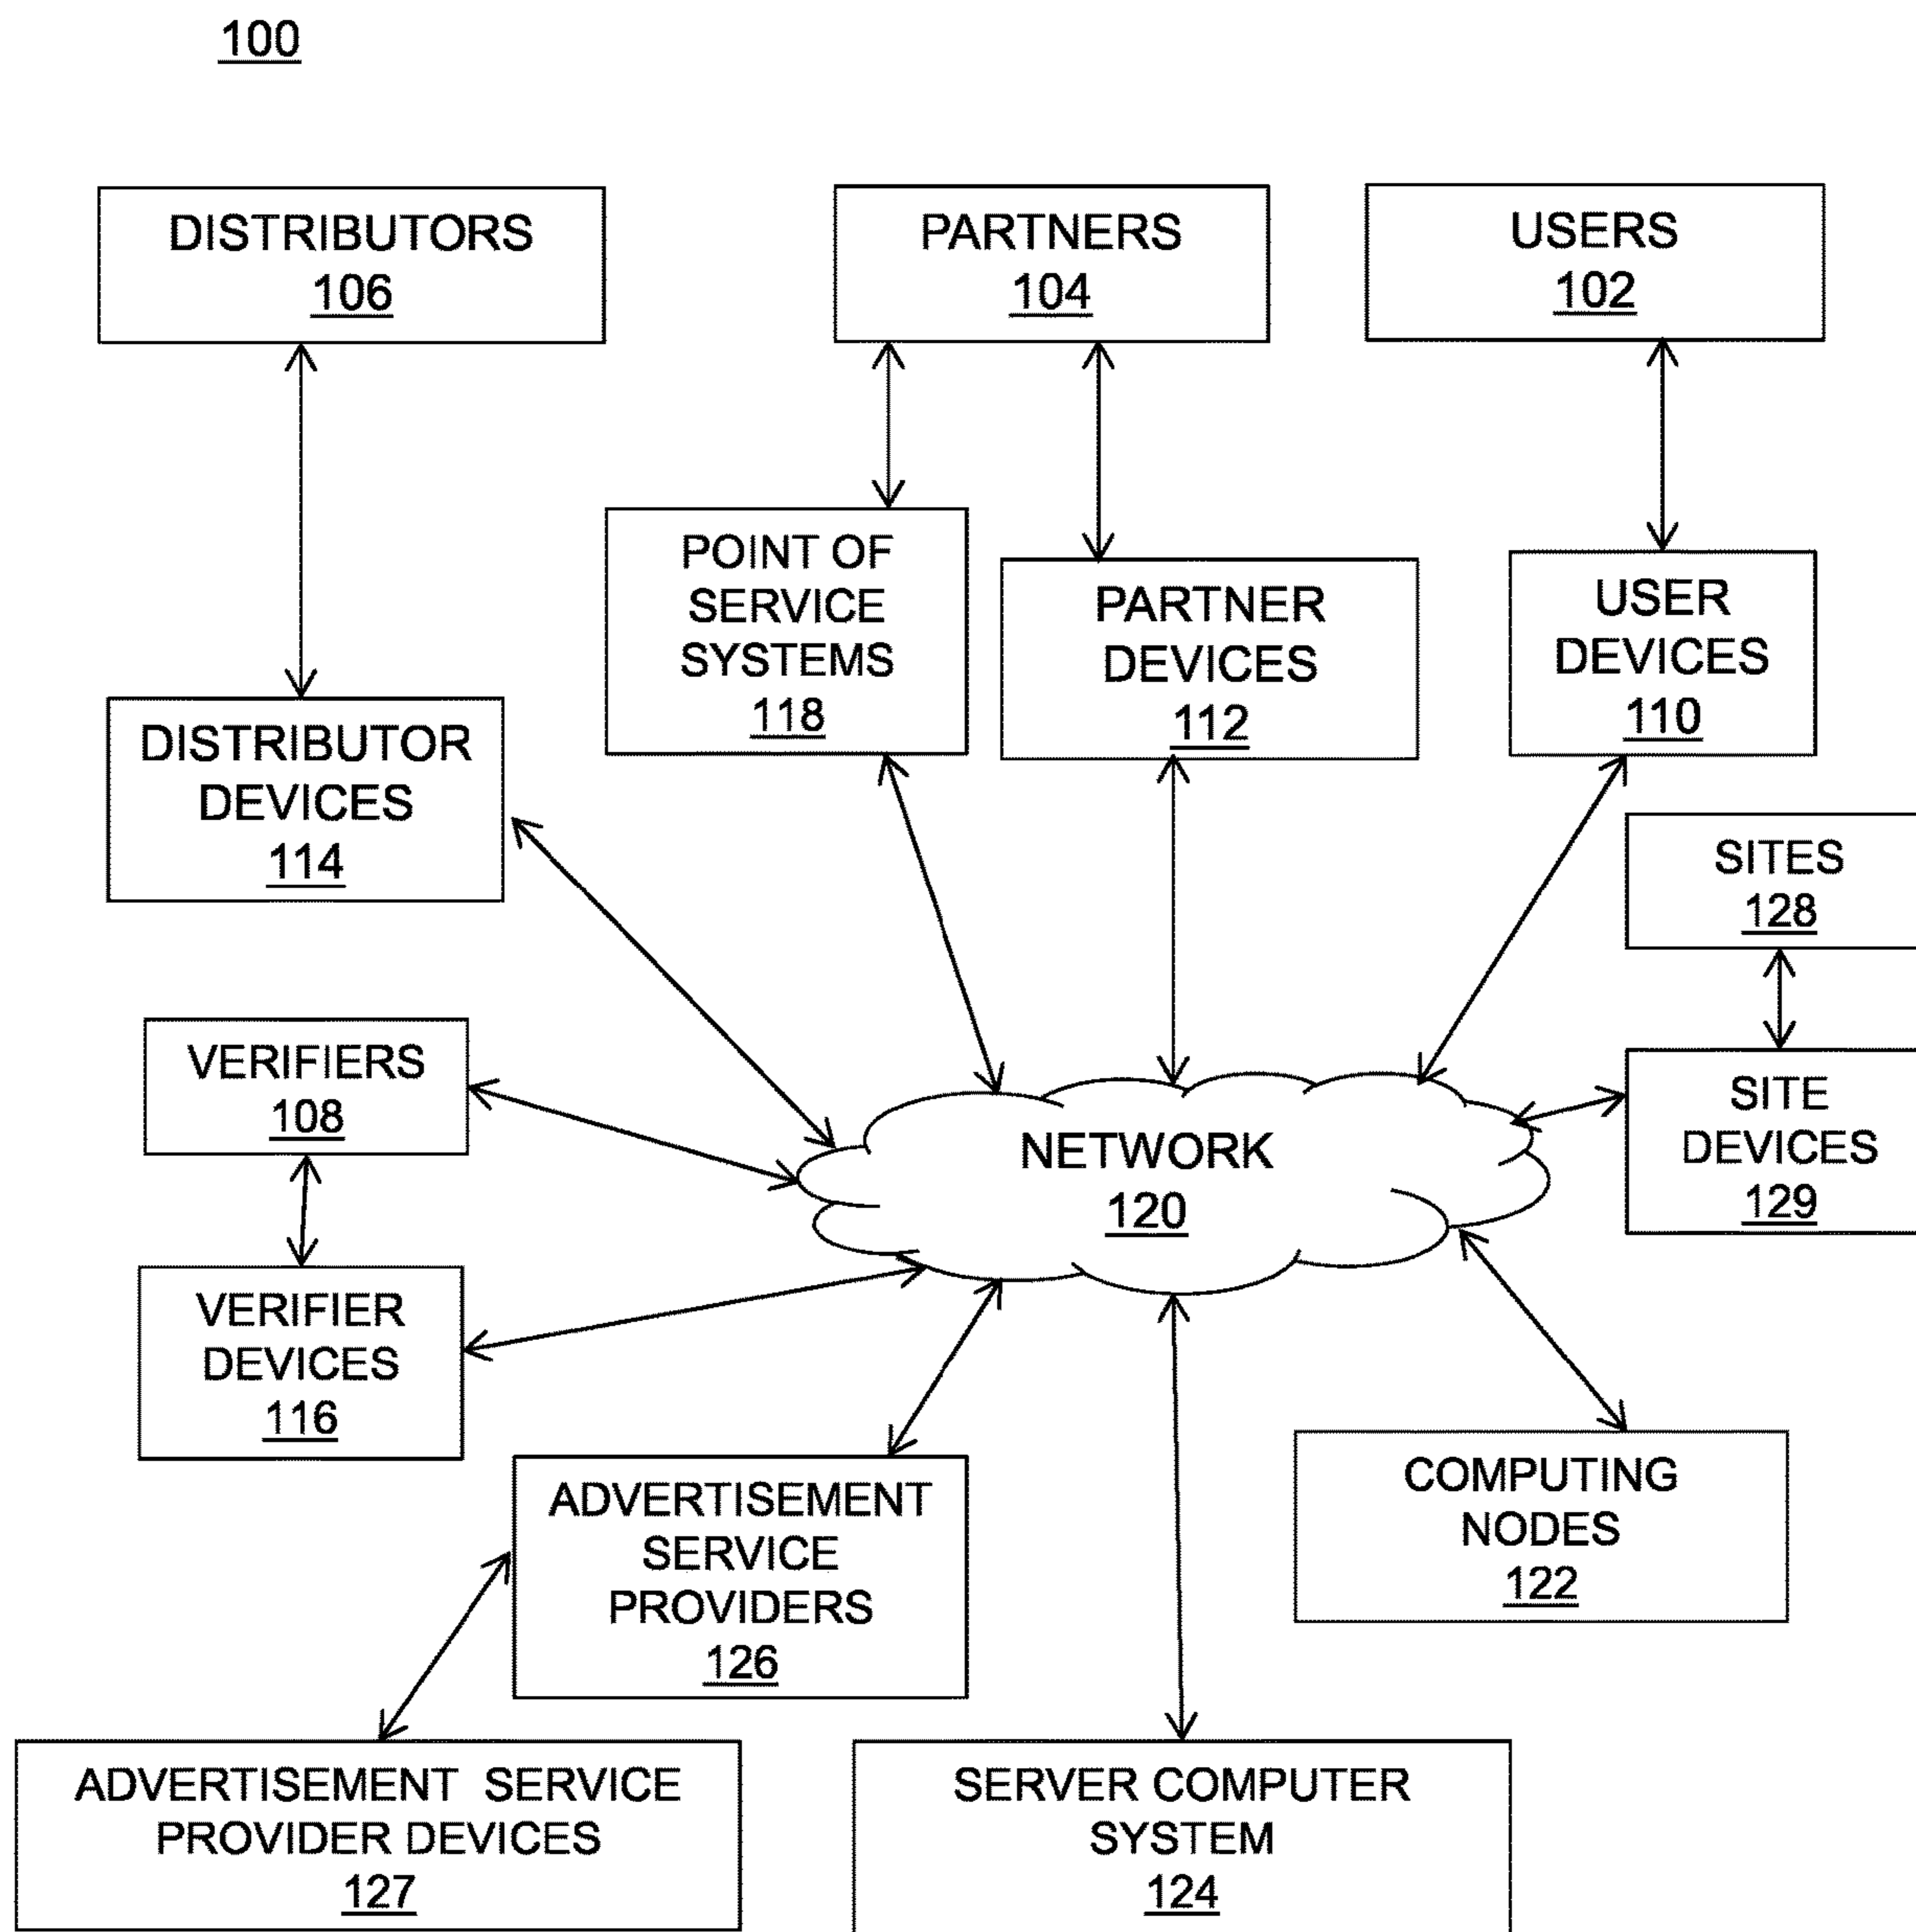 100
DISTRIBUTORS
106
PARTNERS
104
USERS
102
POINT OF
SERVICE
SYSTEMS
118
PARTNER
DEVICES
112
USER
DEVICES
110
DISTRIBUTOR
DEVICES
114
SITES
128
VERIFIERS
108
NETWORK
120
SITE
DEVICES
129
VERIFIER
DEVICES
116
ADVERTISEMENT
SERVICE
PROVIDERS
126
COMPUTING
NODES
122
ADVERTISEMENT SERVICE
PROVIDER DEVICES
127
SERVER COMPUTER
SYSTEM
124